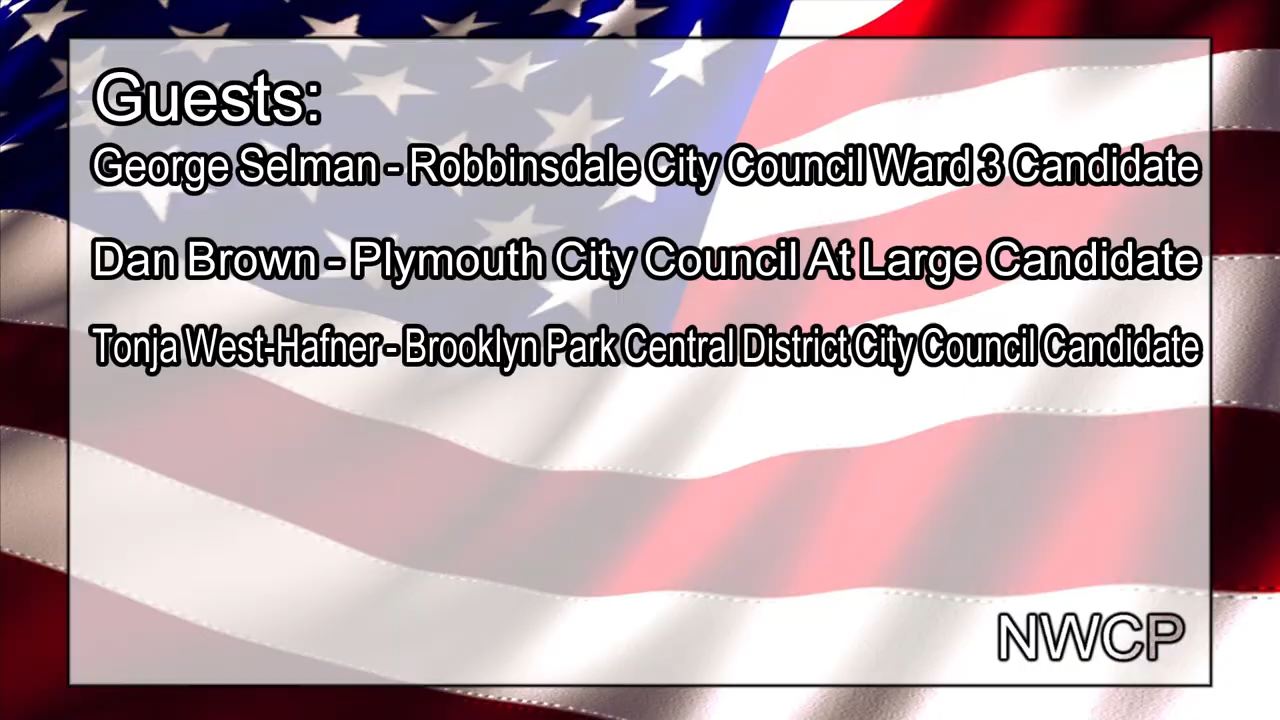 Guests:
George Selman - Robbinsdale City Council Ward 3 Candidate
Dan Brown - Plymouth City Council At Large Candidate
Tonja West-Hafner - Brooklyn Park Central District City Council Candidate
NWCP